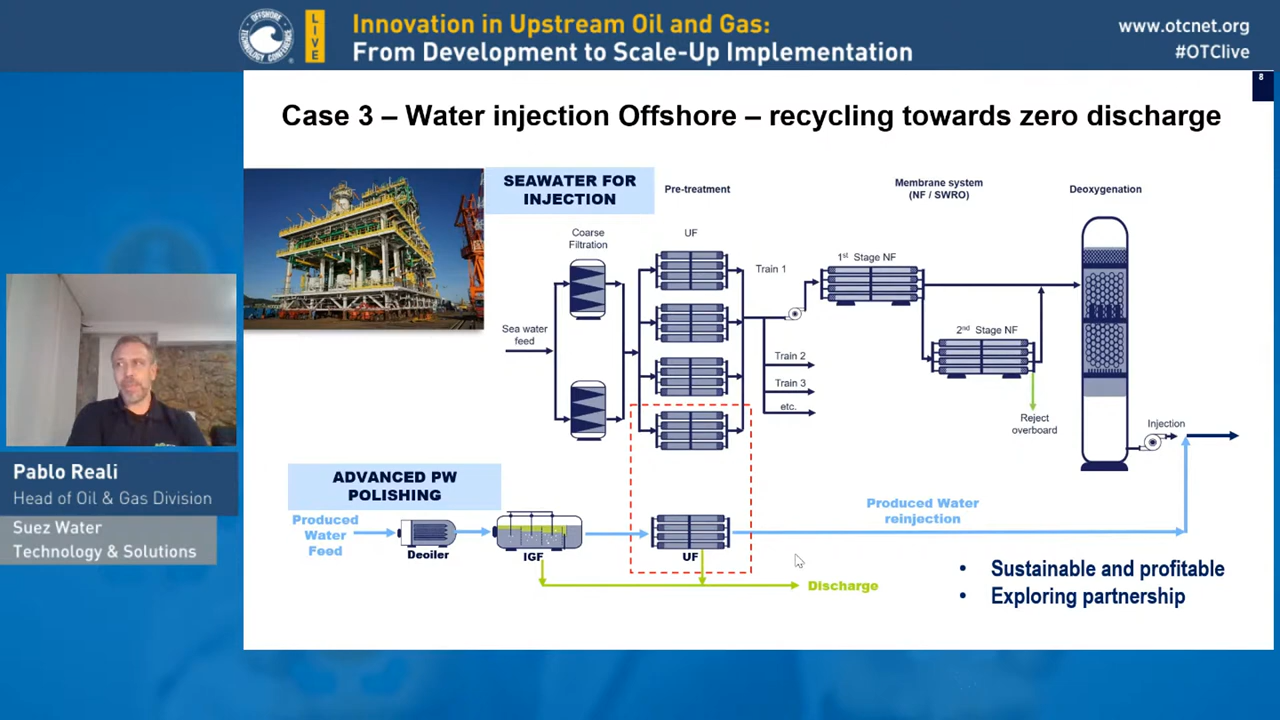 OFFSHORE TECHNOLOGY CONFERENCE
LIVE
Innovation in Upstream Oil and Gas:
From Development to Scale-Up Implementation
www.otcnet.org
#OTClive
8
Case 3 – Water injection Offshore – recycling towards zero discharge
SEAWATER FOR
INJECTION
Pre-treatment
Membrane system
(NF / SWRO)
Deoxygenation
Coarse
Filtration
UF
Train 1
1st Stage NF
Sea water
feed
2nd Stage NF
Train 2
Train 3
etc.
Reject
overboard
Injection
ADVANCED PW
POLISHING
Produced
Water
Feed
Deoiler
IGF
UF
Produced Water
reinjection
Discharge
• Sustainable and profitable
• Exploring partnership
Pablo Reali
Head of Oil & Gas Division
Suez Water
Technology & Solutions